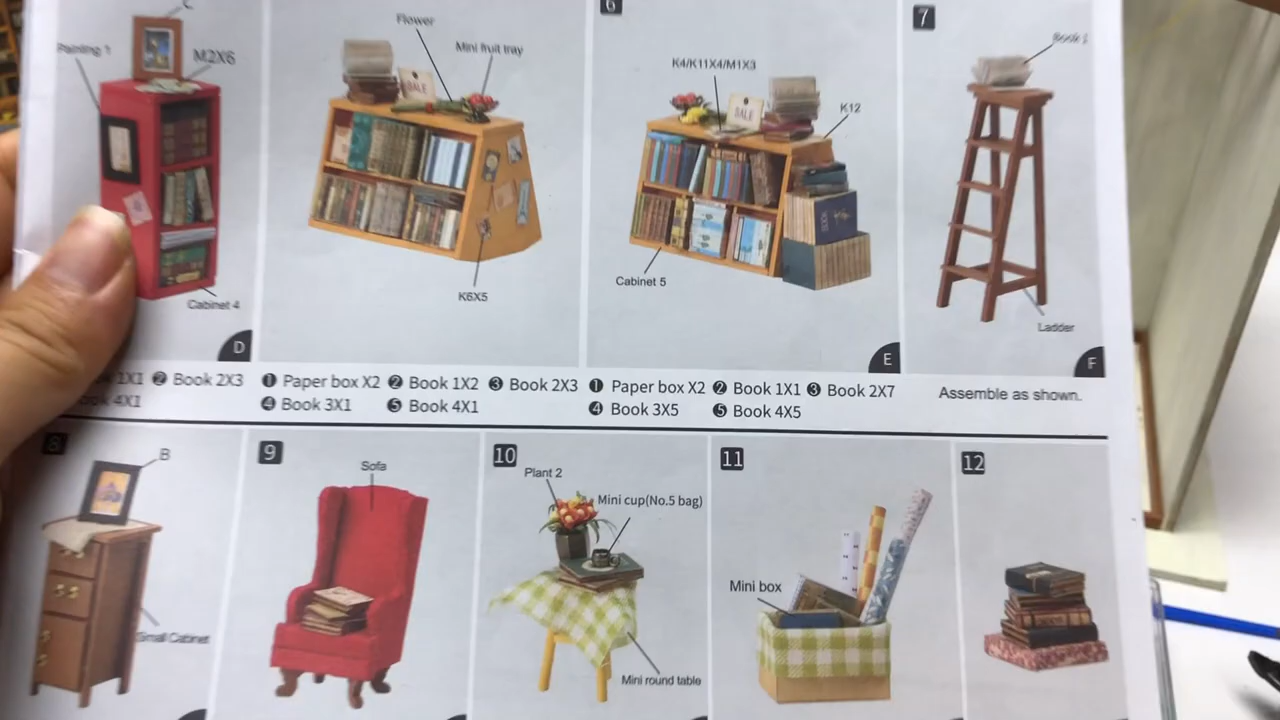 C
Painting 1
M2X6
Cabinet 4
D
Flower
Mini fruit tray
SALE
K6X5
6
K4/K11X4/M1X3
SALE
K12
Cabinet 5
E
7
Ladder
F
1X1 ❷ Book 2X3
4X1
❶ Paper box X2 ❷ Book 1X2 ❸ Book 2X3
❹ Book 3X1 ❺ Book 4X1
❶ Paper box X2 ❷ Book 1X1 ❸ Book 2X7
❹ Book 3X5 ❺ Book 4X5
Assemble as shown.
8
B
Small Cabinet
9
Sofa
10
Plant 2
Mini cup(No.5 bag)
Mini round table
11
Mini box
12